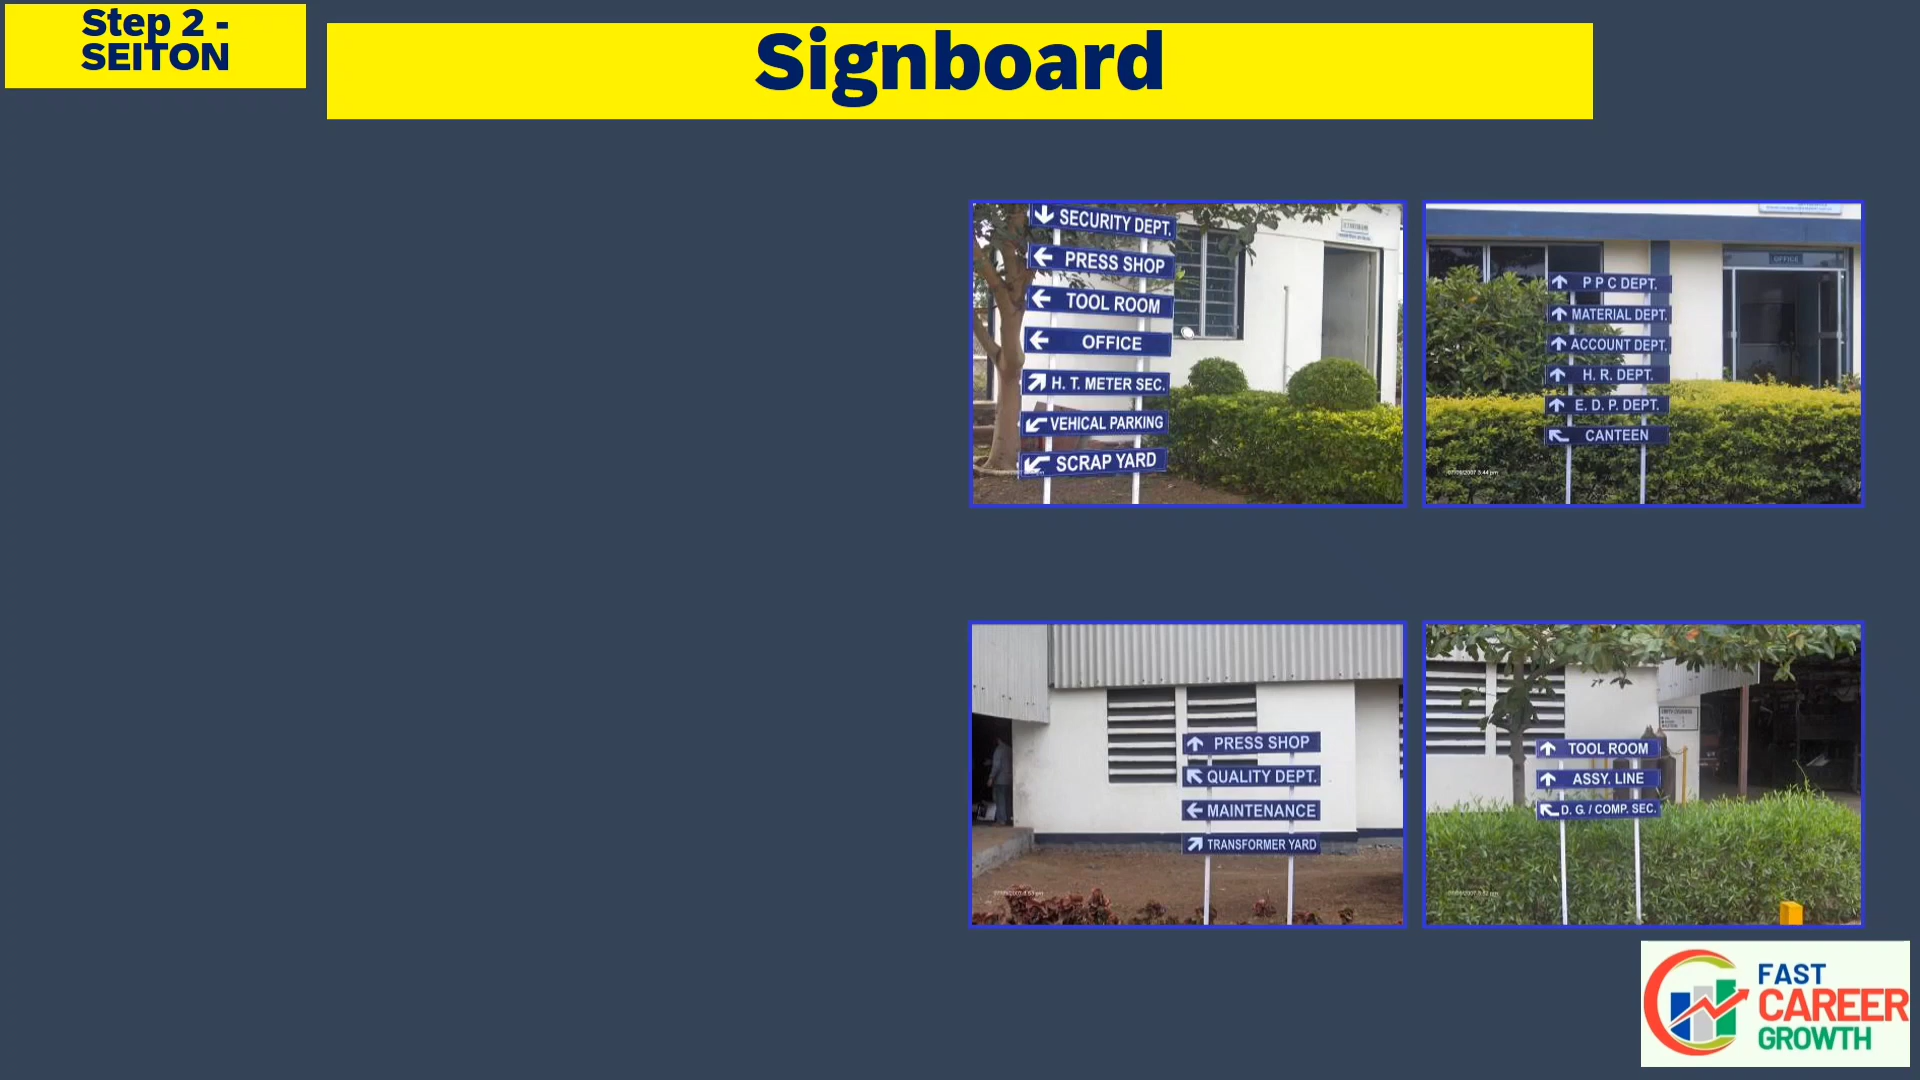 Step 2 -
SEITON
Signboard
SECURITY DEPT.
PRESS SHOP
TOOL ROOM
OFFICE
H. T. METER SEC.
VEHICAL PARKING
SCRAP YARD
OFFICE
P P C DEPT.
MATERIAL DEPT.
ACCOUNT DEPT.
H. R. DEPT.
E. D. P. DEPT.
CANTEEN
PRESS SHOP
QUALITY DEPT.
MAINTENANCE
TRANSFORMER YARD
TOOL ROOM
ASSY. LINE
D. G. / COMP. SEC.
FAST
CAREER
GROWTH